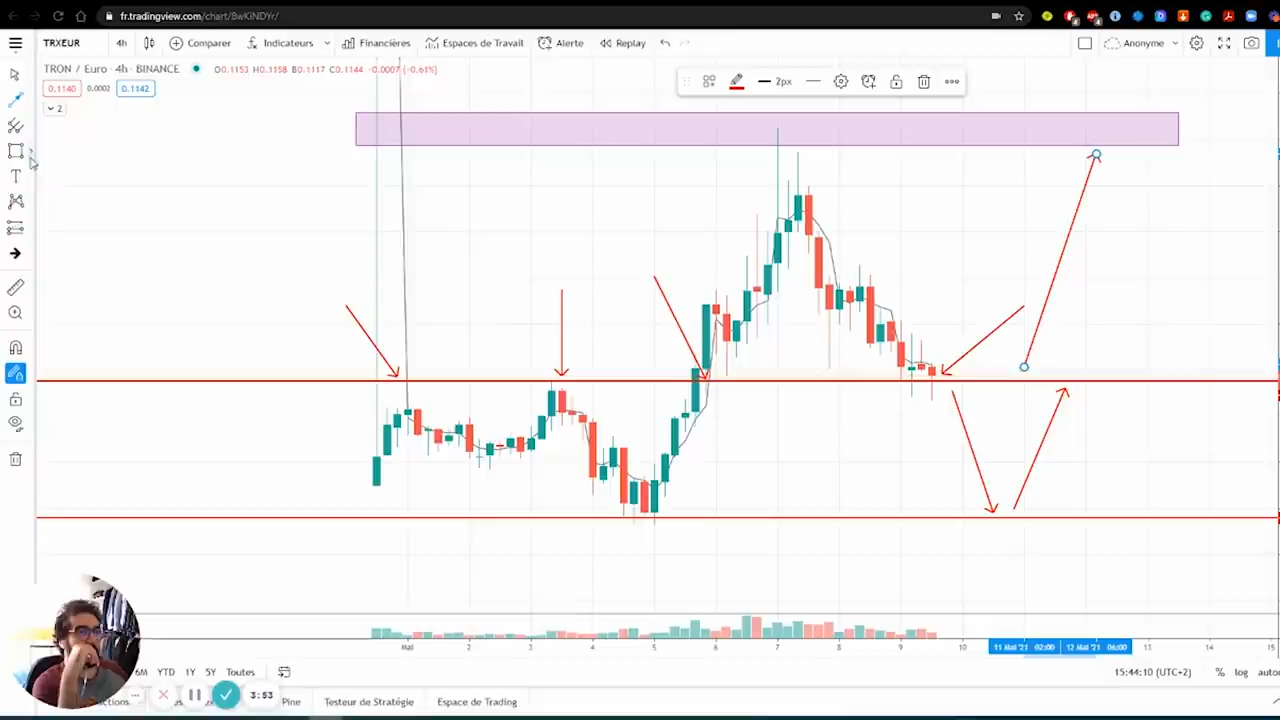 fr.tradingview.com/chart/8wKiNDYr/
TRXEUR 4h Comparer Indicateurs Financières Espaces de Travail Alerte Replay Anonyme
TRON / Euro · 4h · BINANCE O0.1151 H0.1158 B0.1117 C0.1144 -0.0007 (-0.61%)
0.1140 0.0002 0.1142
2
2px
Mai 2 3 4 5 6 7 8 9 10 11 Mai '21 02:00 12 Mai '21 06:00 13 14 15
6M YTD 1Y 5Y Toutes 15:44:10 (UTC+2) % log
3:53
Pine Testeur de Stratégie Espace de Trading